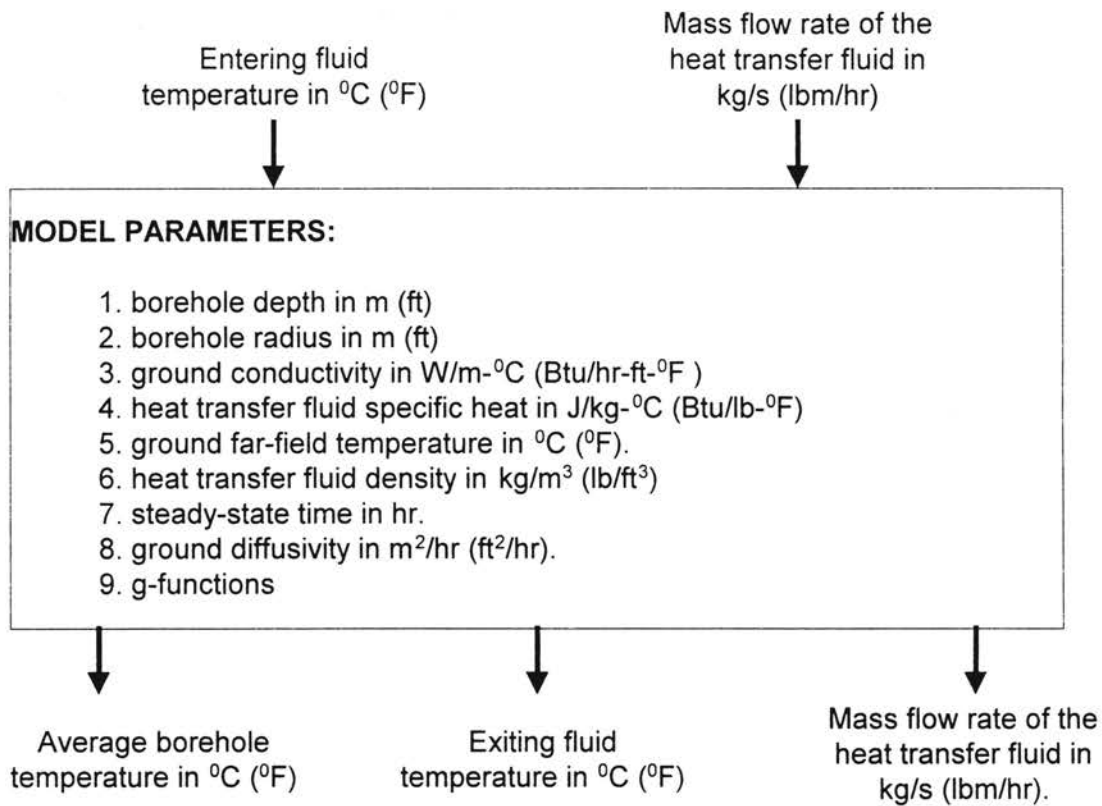 Entering fluid
temperature in ⁰C (⁰F)
Mass flow rate of the
heat transfer fluid in
kg/s (lbm/hr)
MODEL PARAMETERS:
1. borehole depth in m (ft)
2. borehole radius in m (ft)
3. ground conductivity in W/m-⁰C (Btu/hr-ft-⁰F )
4. heat transfer fluid specific heat in J/kg-⁰C (Btu/lb-⁰F)
5. ground far-field temperature in ⁰C (⁰F).
6. heat transfer fluid density in kg/m³ (lb/ft³)
7. steady-state time in hr.
8. ground diffusivity in m²/hr (ft²/hr).
9. g-functions
Average borehole
temperature in ⁰C (⁰F)
Exiting fluid
temperature in ⁰C (⁰F)
Mass flow rate of the
heat transfer fluid in
kg/s (lbm/hr).